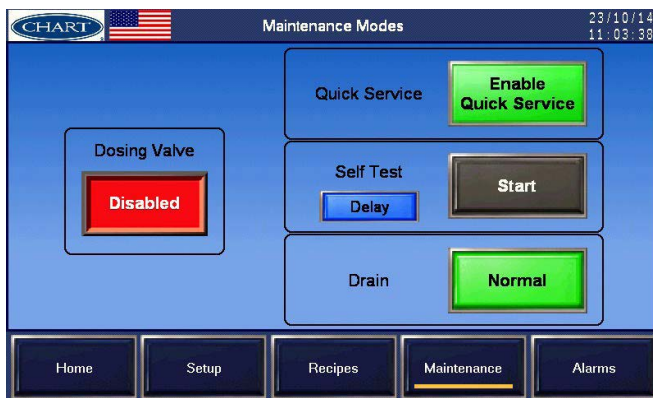 CHART
Maintenance Modes
23/10/14
11:03:38
Quick Service
Enable
Quick Service
Dosing Valve
Disabled
Self Test
Delay
Start
Drain
Normal
Home
Setup
Recipes
Maintenance
Alarms